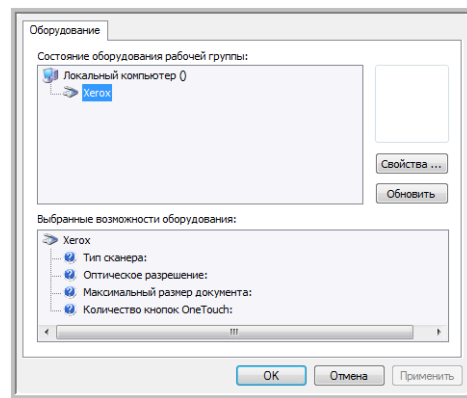 Оборудование
Состояние оборудования рабочей группы:
Локальный компьютер ()
Xerox
Свойства ...
Обновить
Выбранные возможности оборудования:
Xerox
Тип сканера:
Оптическое разрешение:
Максимальный размер документа:
Количество кнопок OneTouch:
OK
Отмена
Применить